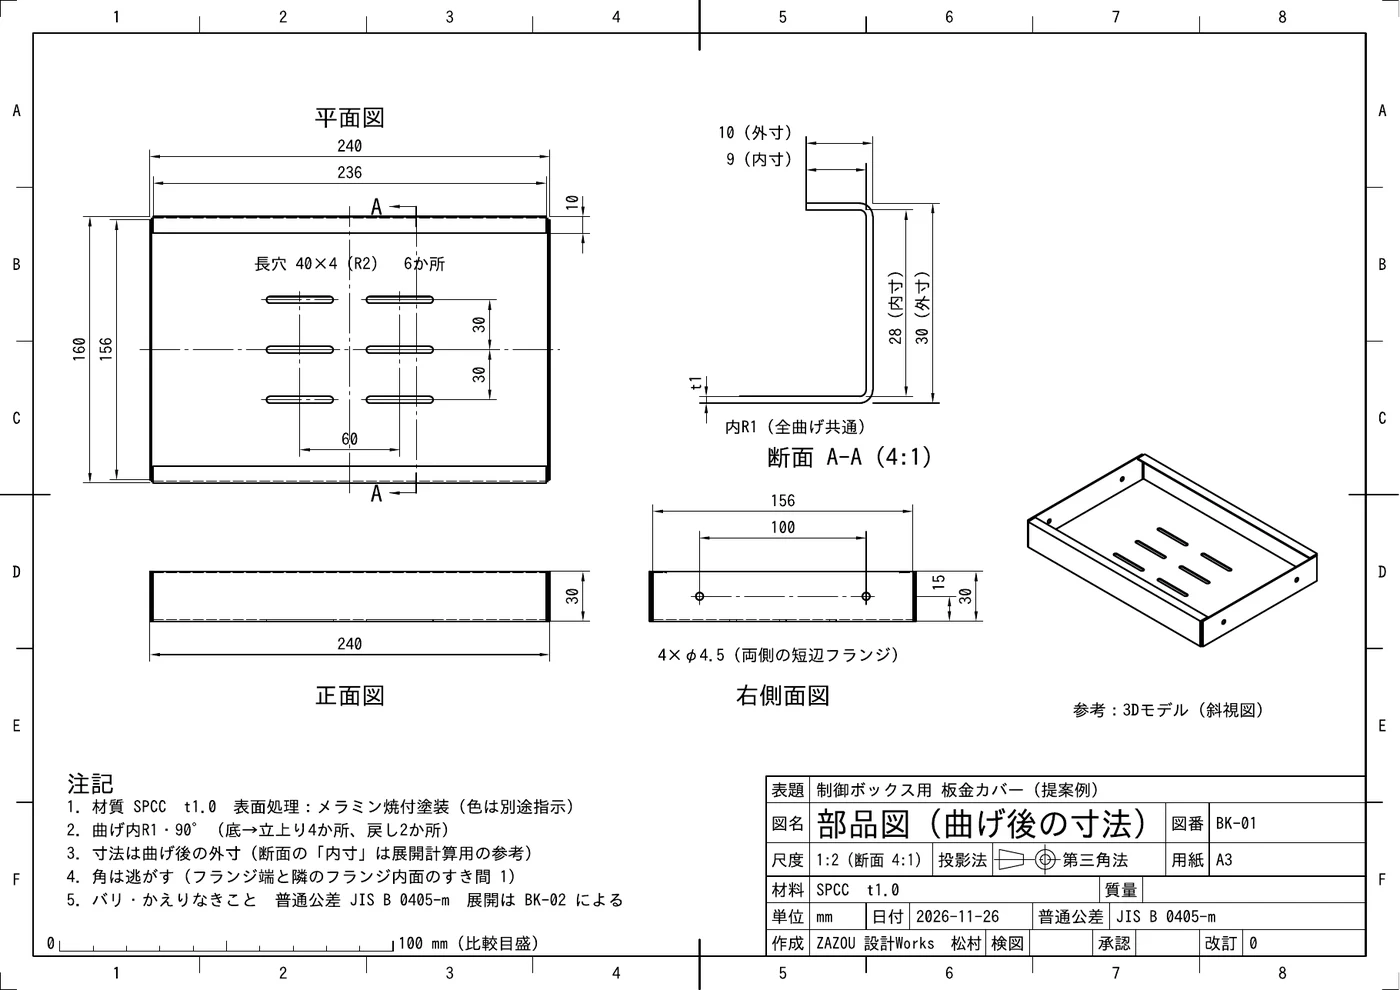 1 2 3 4 5 6 7 8
A A
B B
C C
D D
E E
F F
平面図
240
236
A
10
長穴 40×4 (R2) 6か所
160
156
30
30
60
A
10 (外寸)
9 (内寸)
28 (内寸)
30 (外寸)
t1
内R1 (全曲げ共通)
断面 A-A (4:1)
30
240
正面図
156
100
15
30
4×φ4.5 (両側の短辺フランジ)
右側面図
参考:3Dモデル (斜視図)
注記
1. 材質 SPCC t1.0 表面処理:メラミン焼付塗装 (色は別途指示)
2. 曲げ内R1・90° (底→立上り4か所、戻し2か所)
3. 寸法は曲げ後の外寸 (断面の「内寸」は展開計算用の参考)
4. 角は逃がす (フランジ端と隣のフランジ内面のすき間 1)
5. バリ・かえりなきこと 普通公差 JIS B 0405-m 展開は BK-02 による
0 100 mm (比較目盛)
表題 制御ボックス用 板金カバー (提案例)
図名 部品図 (曲げ後の寸法) 図番 BK-01
尺度 1:2 (断面 4:1) 投影法 第三角法 用紙 A3
材料 SPCC t1.0 質量
単位 mm 日付 2026-11-26 普通公差 JIS B 0405-m
作成 ZAZOU 設計Works 松村 検図 承認 改訂 0
1 2 3 4 5 6 7 8